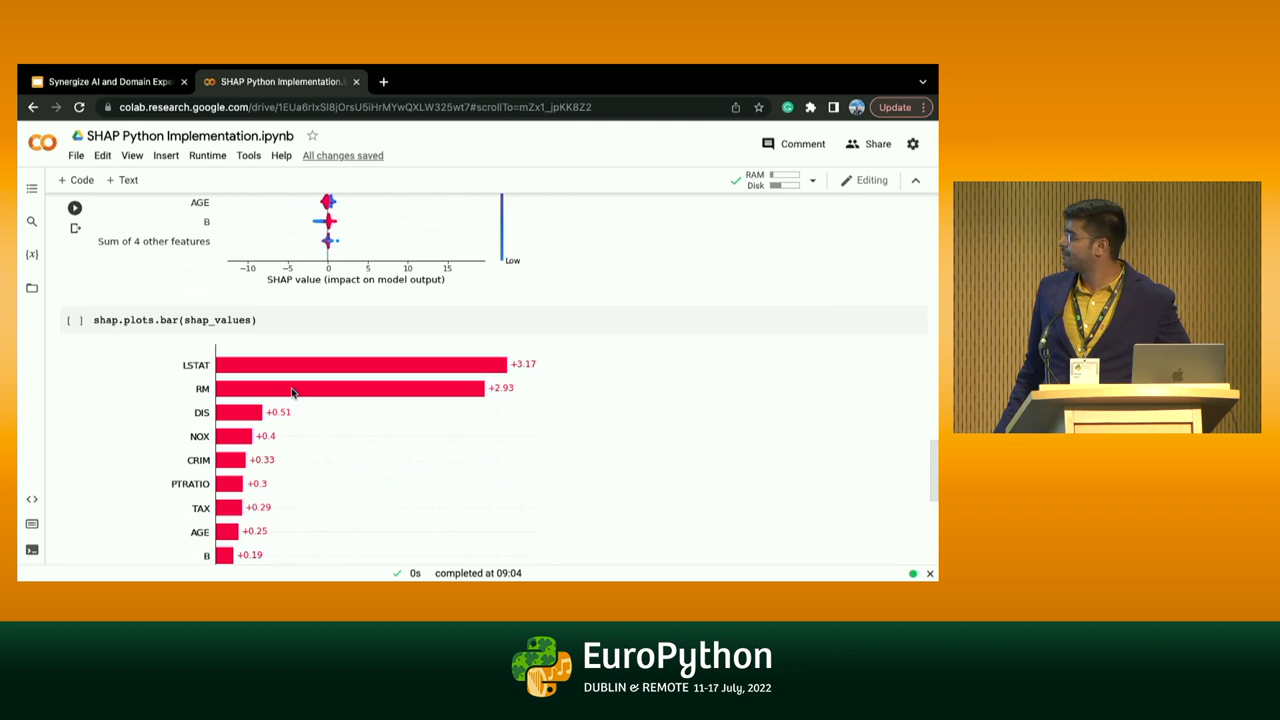 Synergize AI and Domain Expe
SHAP Python Implementation.i
colab.research.google.com/drive/1EUa6rIxSI8jOrsU5iHrMYwQXLW325wt7#scrollTo=mZx1_jpKK8Z2
Update
SHAP Python Implementation.ipynb
Comment
Share
File Edit View Insert Runtime Tools Help All changes saved
+ Code + Text
RAM
Disk
Editing
AGE
B
Sum of 4 other features
Low
−10 −5 0 5 10 15
SHAP value (impact on model output)
[ ] shap.plots.bar(shap_values)
LSTAT +3.17
RM +2.93
DIS +0.51
NOX +0.4
CRIM +0.33
PTRATIO +0.3
TAX +0.29
AGE +0.25
B +0.19
0s completed at 09:04
EuroPython
DUBLIN & REMOTE 11-17 July, 2022